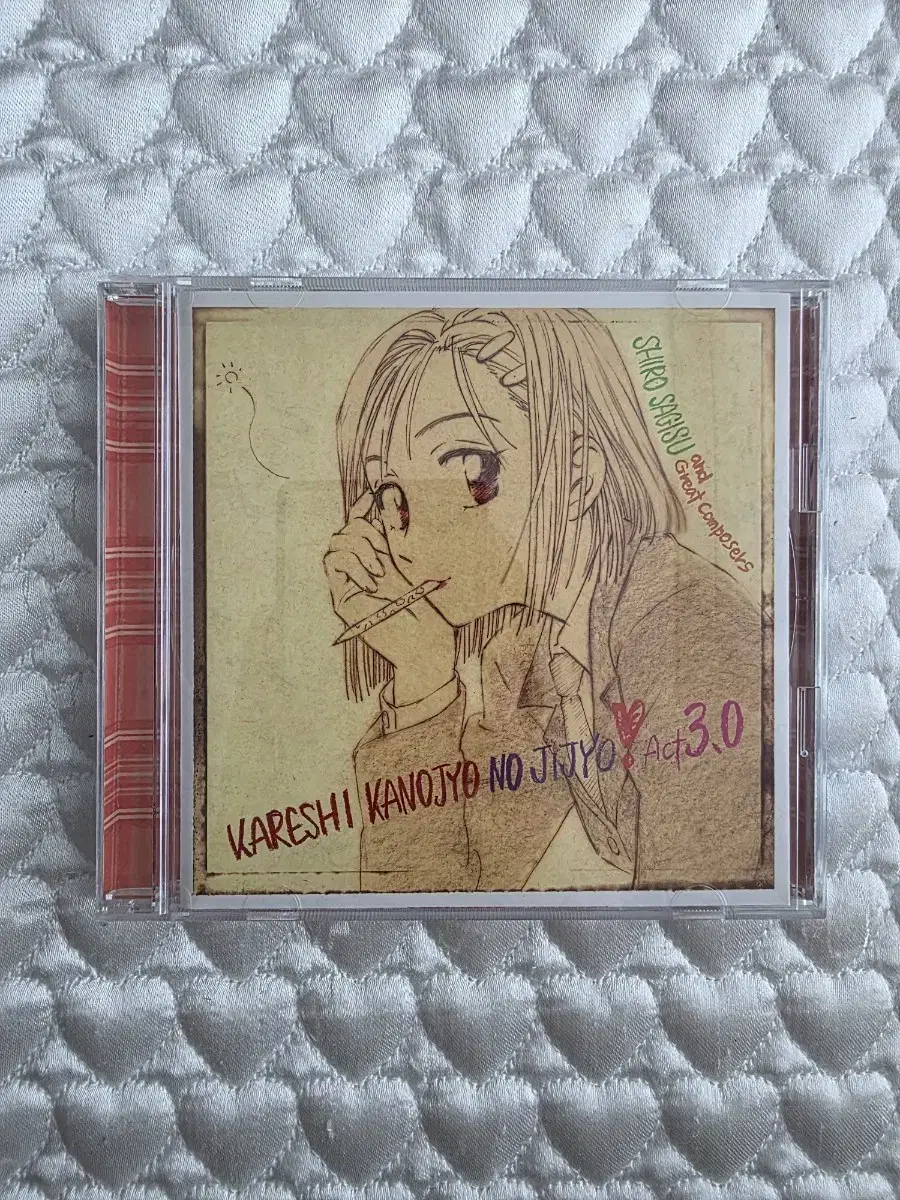 SHIRO SAGISU
and
Great Composers
KARESHI KANOJYO NO JIJYO! Act 3.0